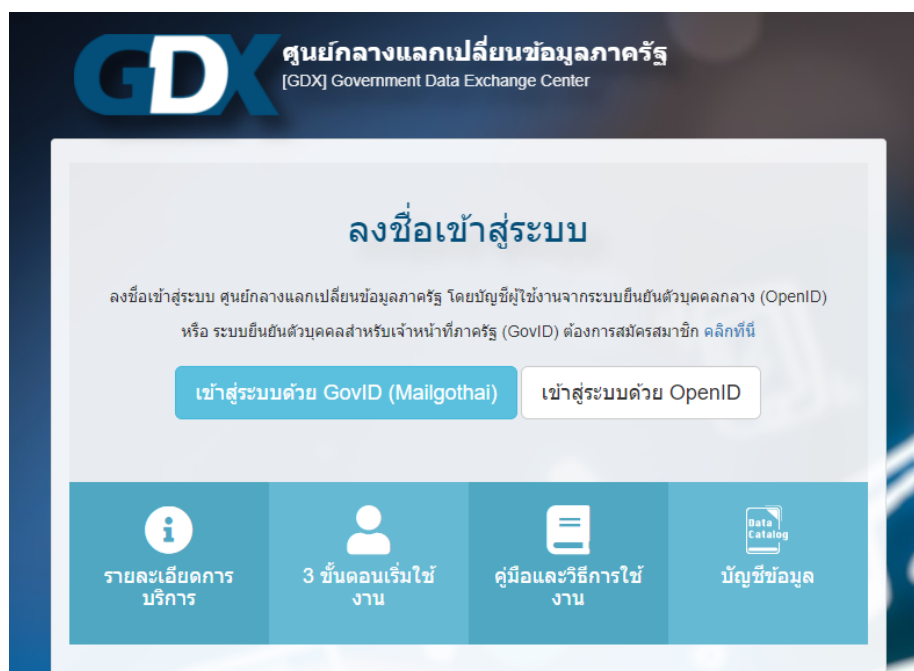 GDX
ศูนย์กลางแลกเปลี่ยนข้อมูลภาครัฐ
[GDX] Government Data Exchange Center
ลงชื่อเข้าสู่ระบบ
ลงชื่อเข้าสู่ระบบ ศูนย์กลางแลกเปลี่ยนข้อมูลภาครัฐ โดยบัญชีผู้ใช้งานจากระบบยืนยันตัวบุคคลกลาง (OpenID)
หรือ ระบบยืนยันตัวบุคคลสำหรับเจ้าหน้าที่ภาครัฐ (GovID) ต้องการสมัครสมาชิก คลิกที่นี่
เข้าสู่ระบบด้วย GovID (Mailgothai)
เข้าสู่ระบบด้วย OpenID
รายละเอียดการ
บริการ
3 ขั้นตอนเริ่มใช้
งาน
คู่มือและวิธีการใช้
งาน
Data
Catalog
บัญชีข้อมูล